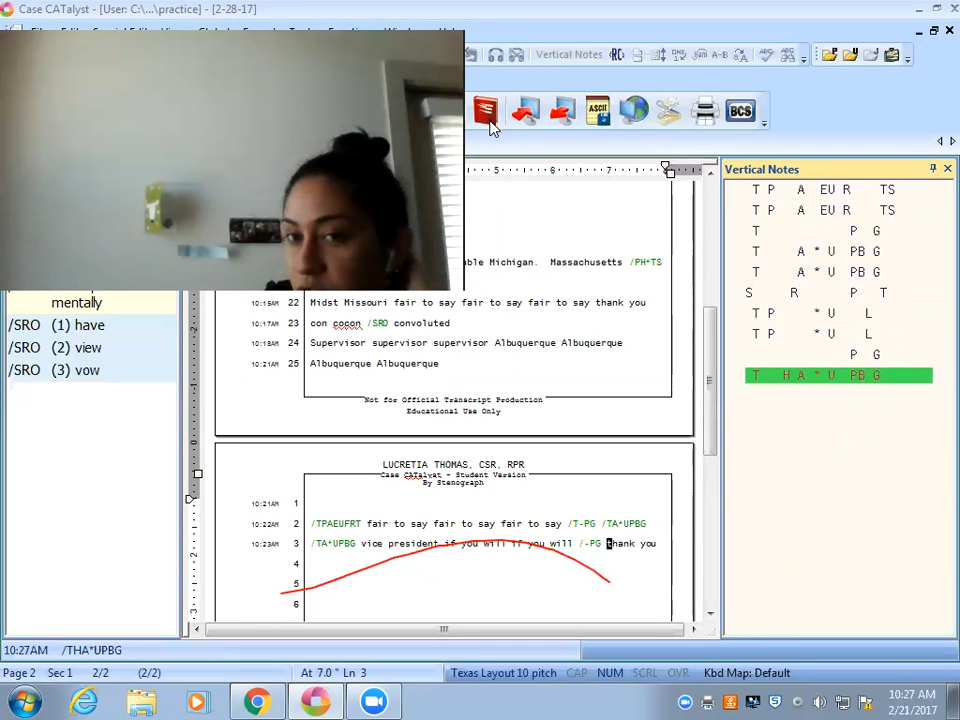 Case CATalyst - [User: C:\...\practice] - [2-28-17]
Vertical Notes
ASCII
BCS
5 6 7
mentally
/SRO (1) have
/SRO (2) view
/SRO (3) vow
able Michigan. Massachusetts /PH*TS
10:15AM 22 Midst Missouri fair to say fair to say fair to say thank you
10:17AM 23 con cocon /SRO convoluted
10:18AM 24 Supervisor supervisor supervisor Albuquerque Albuquerque
10:21AM 25 Albuquerque Albuquerque
Not for Official Transcript Production
Educational Use Only
LUCRETIA THOMAS, CSR, RPR
Case CATalyst - Student Version
By Stenograph
10:21AM 1
10:22AM 2 /TPAEUFRT fair to say fair to say fair to say /T-PG /TA*UPBG
10:23AM 3 /TA*UPBG vice president if you will if you will /-PG thank you
4
5
6
Vertical Notes
T P A EU R TS
T P A EU R TS
T P G
T A * U PB G
T A * U PB G
S R P T
T P * U L
T P * U L
P G
T H A * U PB G
10:27AM /THA*UPBG
Page 2 Sec 1 2/2 (2/2) At 7.0 " Ln 3 Texas Layout 10 pitch CAP NUM SCRL OVR Kbd Map: Default
10:27 AM
2/21/2017